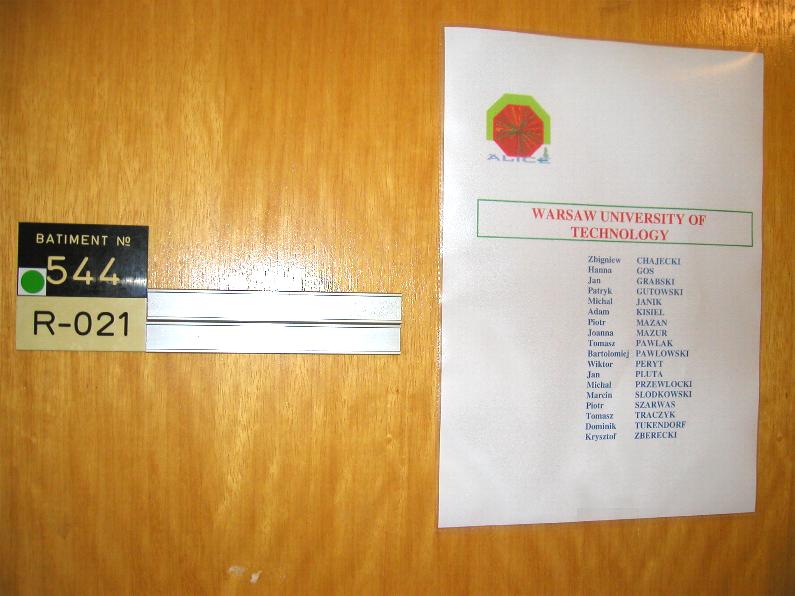 BATIMENT Nº
544
R-021
ALICE
WARSAW UNIVERSITY OF
TECHNOLOGY
Zbigniew CHAJECKI
Hanna GOS
Jan GRABSKI
Patryk GUTOWSKI
Michal JANIK
Adam KISIEL
Piotr MAZAN
Joanna MAZUR
Tomasz PAWLAK
Bartolomiej PAWLOWSKI
Wiktor PERYT
Jan PLUTA
Michal PRZEWLOCKI
Marcin SLODKOWSKI
Piotr SZARWAS
Tomasz TRACZYK
Dominik TUKENDORF
Krysztof ZBERECKI